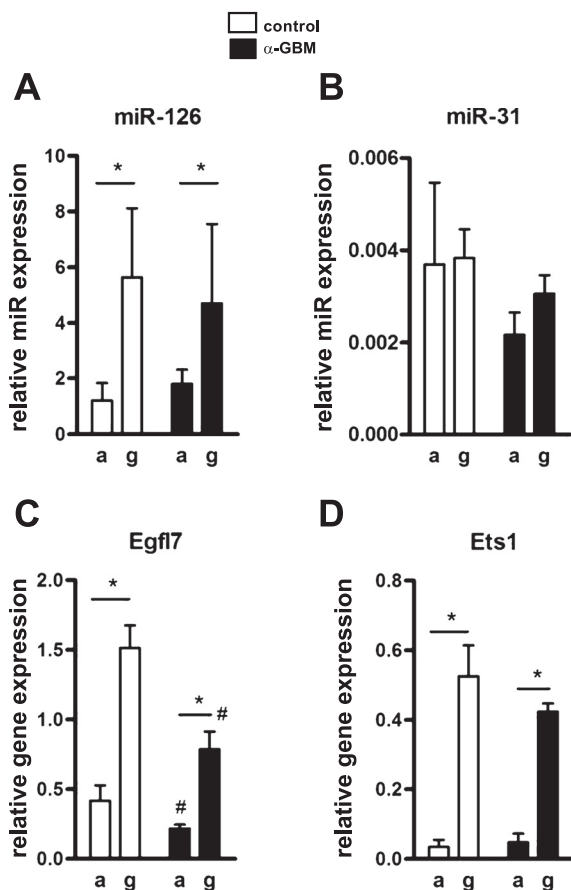 control
α-GBM
A
miR-126
relative miR expression
10
8
6
4
2
0
*
*
a g a g
B
miR-31
relative miR expression
0.006
0.004
0.002
0.000
a g a g
C
Egfl7
relative gene expression
2.0
1.5
1.0
0.5
0.0
*
*
#
#
a g a g
D
Ets1
relative gene expression
0.8
0.6
0.4
0.2
0.0
*
*
a g a g